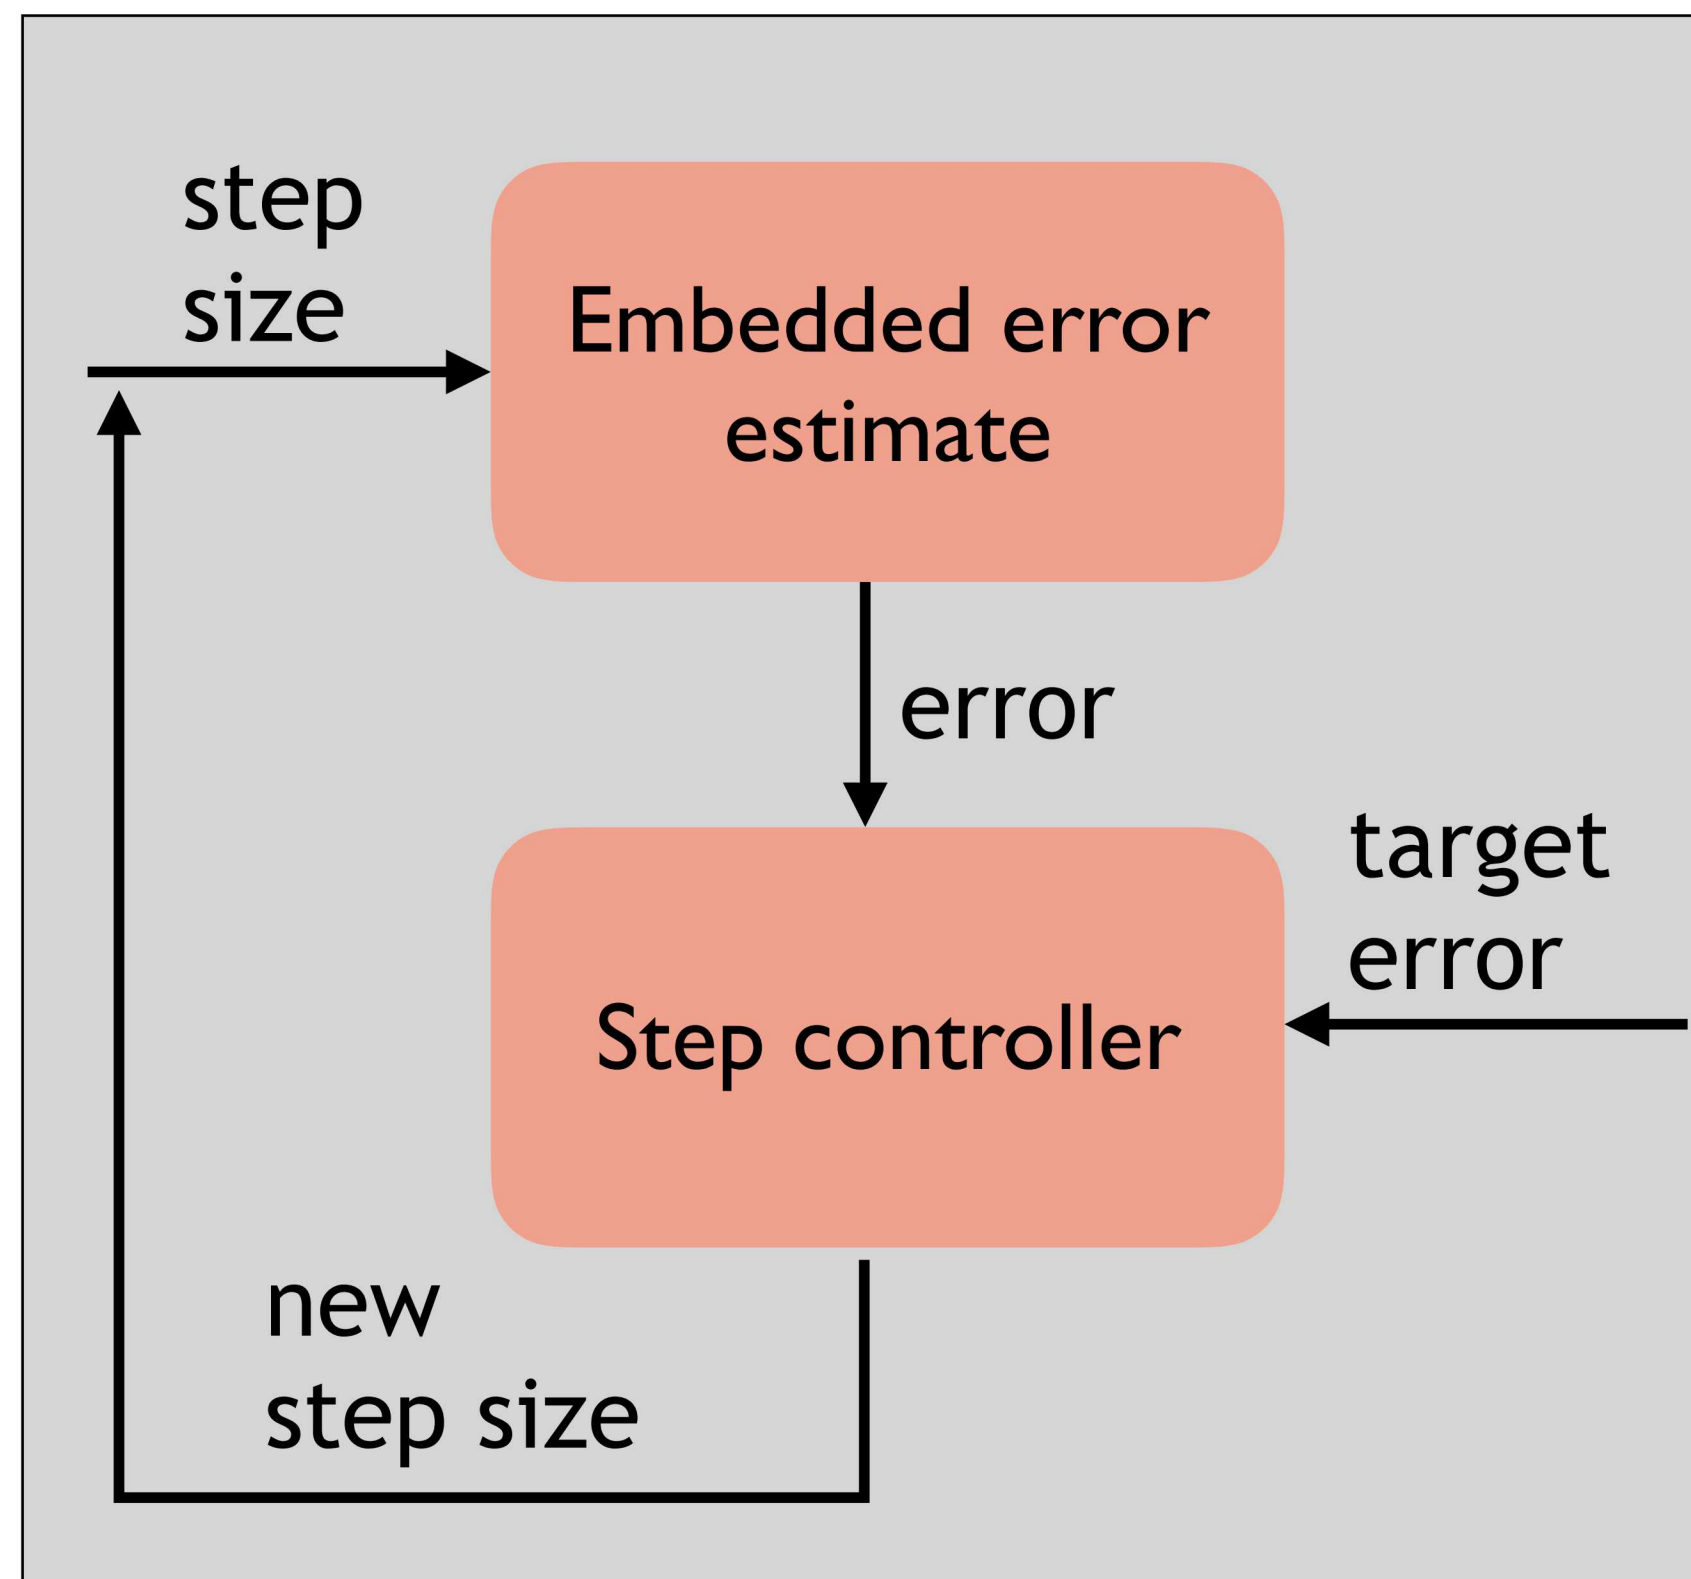 step
size
Embedded error
estimate
error
target
error
Step controller
new
step size